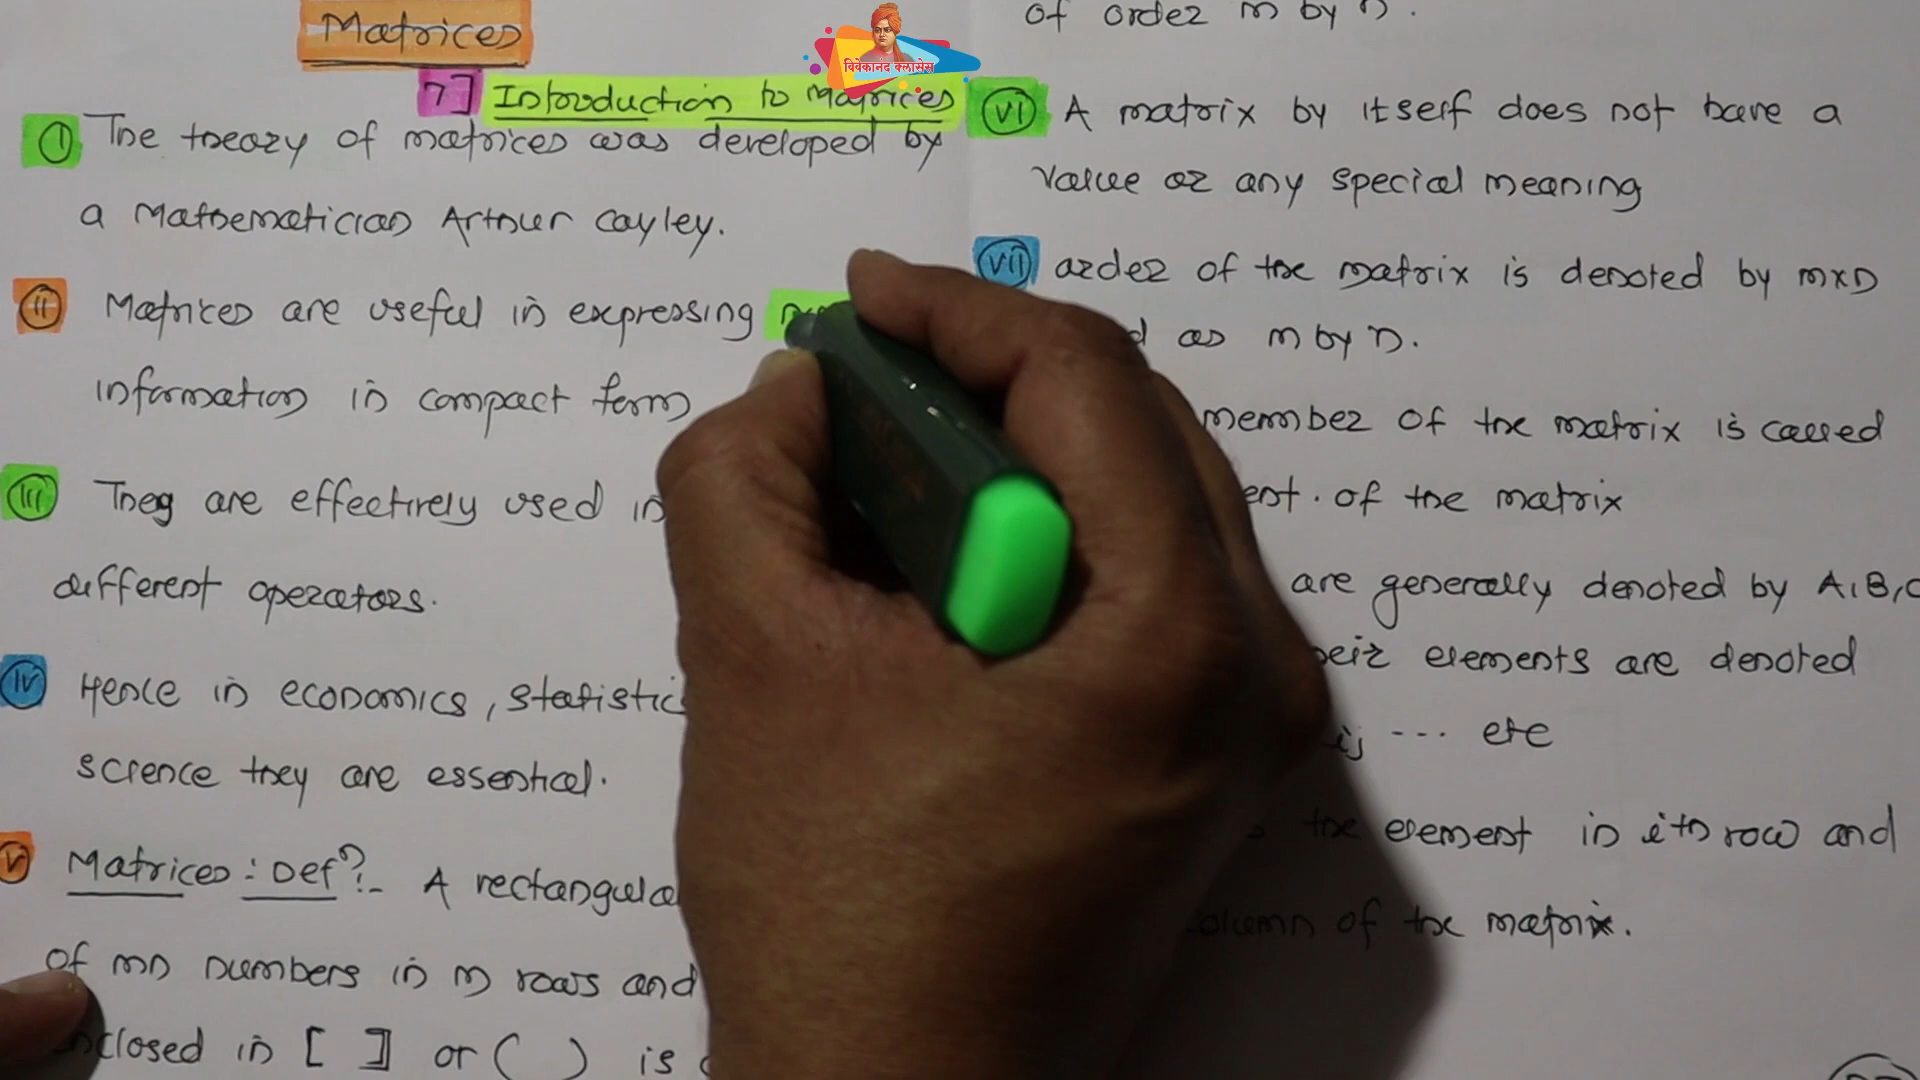 Matrices
7] Introduction to Matrices
विवेकानंद क्लासेस
i The theory of matrices was developed by
a Mathematician Arthur Cayley.
ii Matrices are useful in expressing
information in compact form
iii They are effectively used in
different operators.
iv Hence in economics, statistic
science they are essential.
v Matrices : Defn :- A rectangula
of mn numbers in m rows and
enclosed in [ ] or ( ) is
of order m by n.
vi A matrix by itself does not have a
value or any special meaning
vii order of the matrix is denoted by m×n
as m by n.
member of the matrix is called
of the matrix
are generally denoted by A, B, C
elements are denoted
ij --- etc
the element in ith row and
column of the matrix.